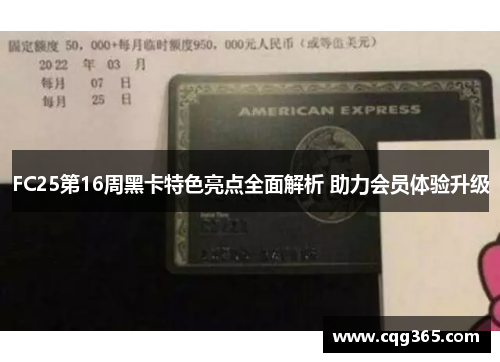 固定额度 50，000+每月临时额度950，000元人民币（或等值美元）
2022 年 03 月
每月 07 日
每月 25 日
AMERICAN EXPRESS
FC25第16周黑卡特色亮点全面解析 助力会员体验升级
www.cqg365.com